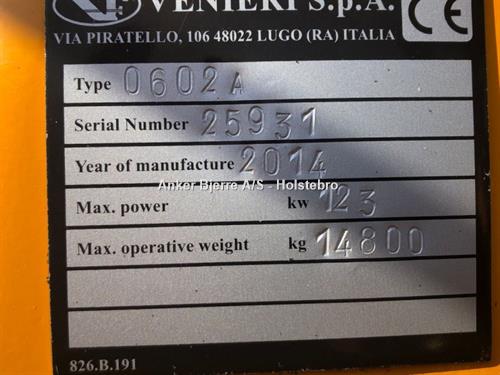 VENIERI S.p.A.
CE
VIA PIRATELLO, 106 48022 LUGO (RA) ITALIA
Type 0602A
Serial Number 25931
Year of manufacture 2014
Anker Bjerre A/S - Holstebro
Max. power kw 123
Max. operative weight kg 14800
826.B.191